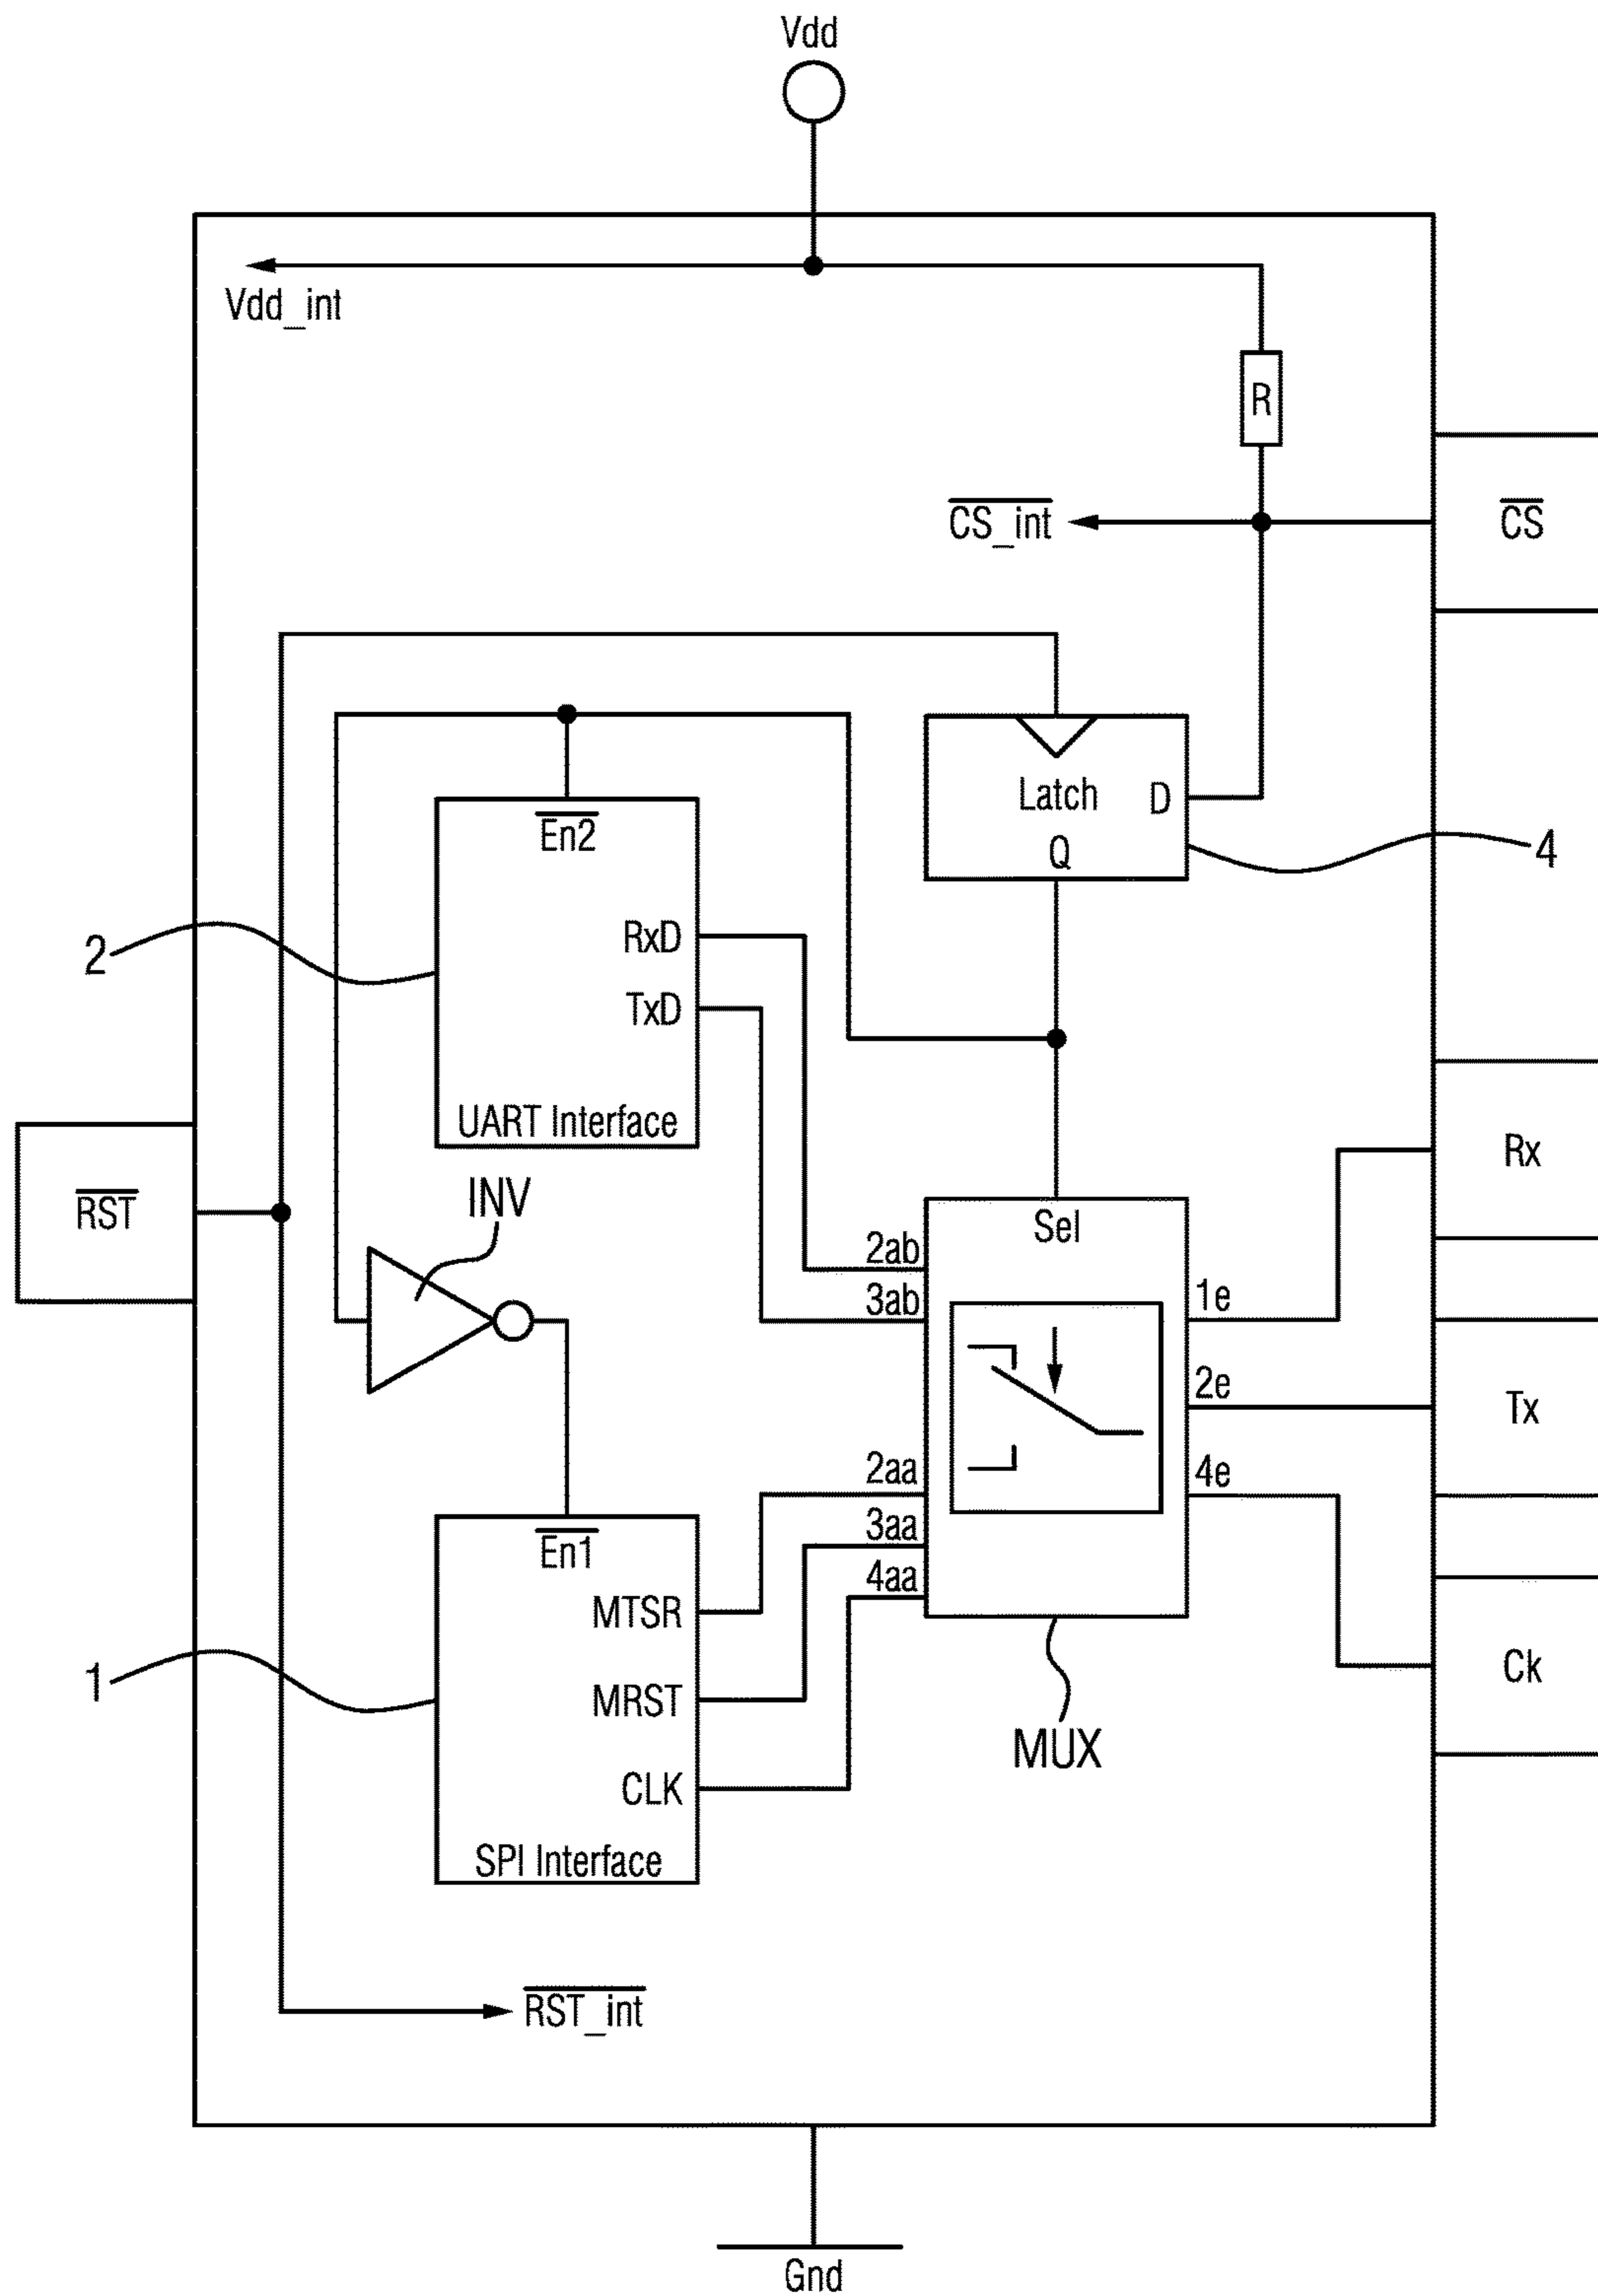 Vdd
Vdd_int
R
CS_int
CS
Latch
D
Q
4
En2
RxD
TxD
UART Interface
2
RST
INV
Sel
2ab
3ab
1e
2e
4e
2aa
3aa
4aa
Rx
Tx
Ck
En1
MTSR
MRST
CLK
SPI Interface
1
MUX
RST_int
Gnd